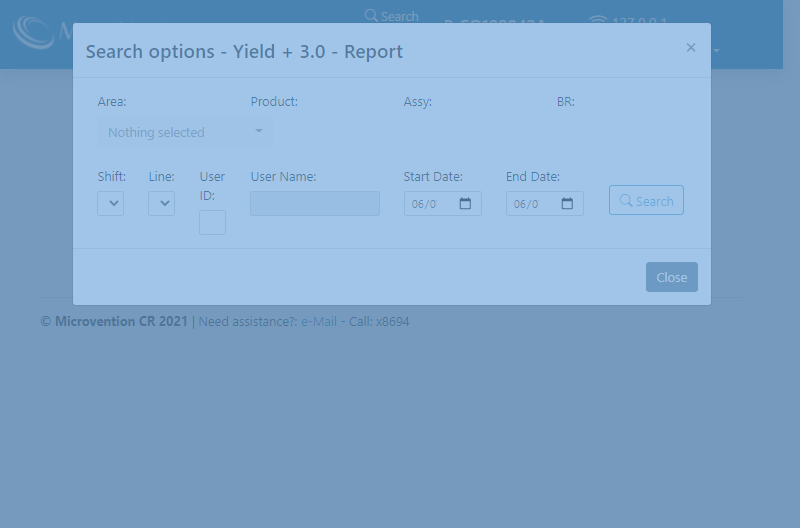 Search
127.0.0.1
Search options - Yield + 3.0 - Report
×
Area: Product: Assy: BR:
Nothing selected
Shift: Line: User ID: User Name: Start Date: End Date:
06/0 06/0
Search
Close
© Microvention CR 2021 | Need assistance?: e-Mail - Call: x8694